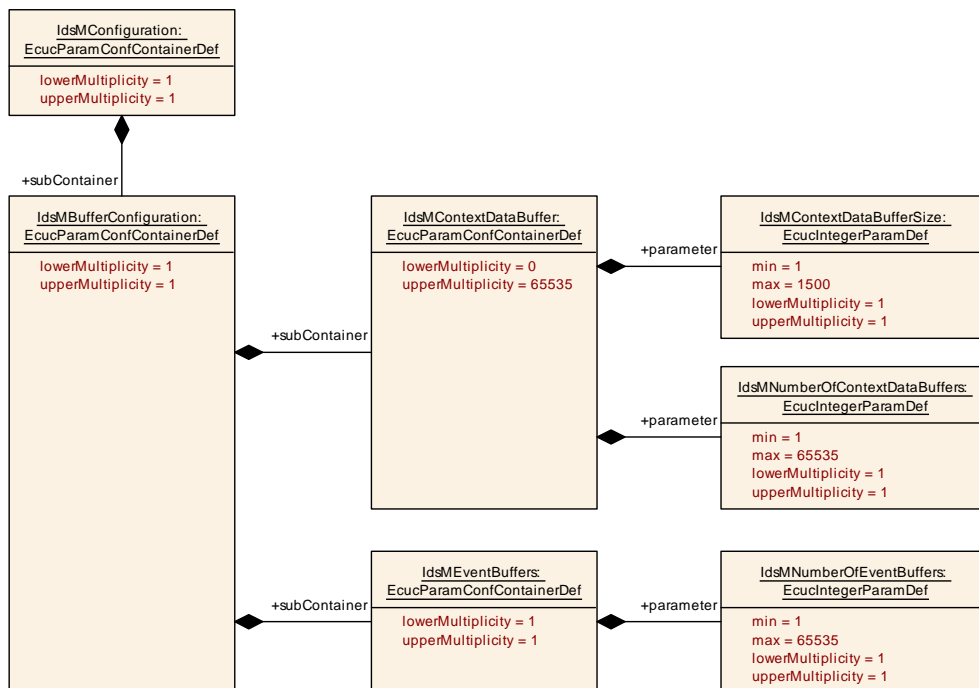 IdsMConfiguration:
EcucParamConfContainerDef
lowerMultiplicity = 1
upperMultiplicity = 1
+subContainer
IdsMBufferConfiguration:
EcucParamConfContainerDef
lowerMultiplicity = 1
upperMultiplicity = 1
+subContainer
IdsMContextDataBuffer:
EcucParamConfContainerDef
lowerMultiplicity = 0
upperMultiplicity = 65535
+parameter
IdsMContextDataBufferSize:
EcucIntegerParamDef
min = 1
max = 1500
lowerMultiplicity = 1
upperMultiplicity = 1
+parameter
IdsMNumberOfContextDataBuffers:
EcucIntegerParamDef
min = 1
max = 65535
lowerMultiplicity = 1
upperMultiplicity = 1
+subContainer
IdsMEventBuffers:
EcucParamConfContainerDef
lowerMultiplicity = 1
upperMultiplicity = 1
+parameter
IdsMNumberOfEventBuffers:
EcucIntegerParamDef
min = 1
max = 65535
lowerMultiplicity = 1
upperMultiplicity = 1